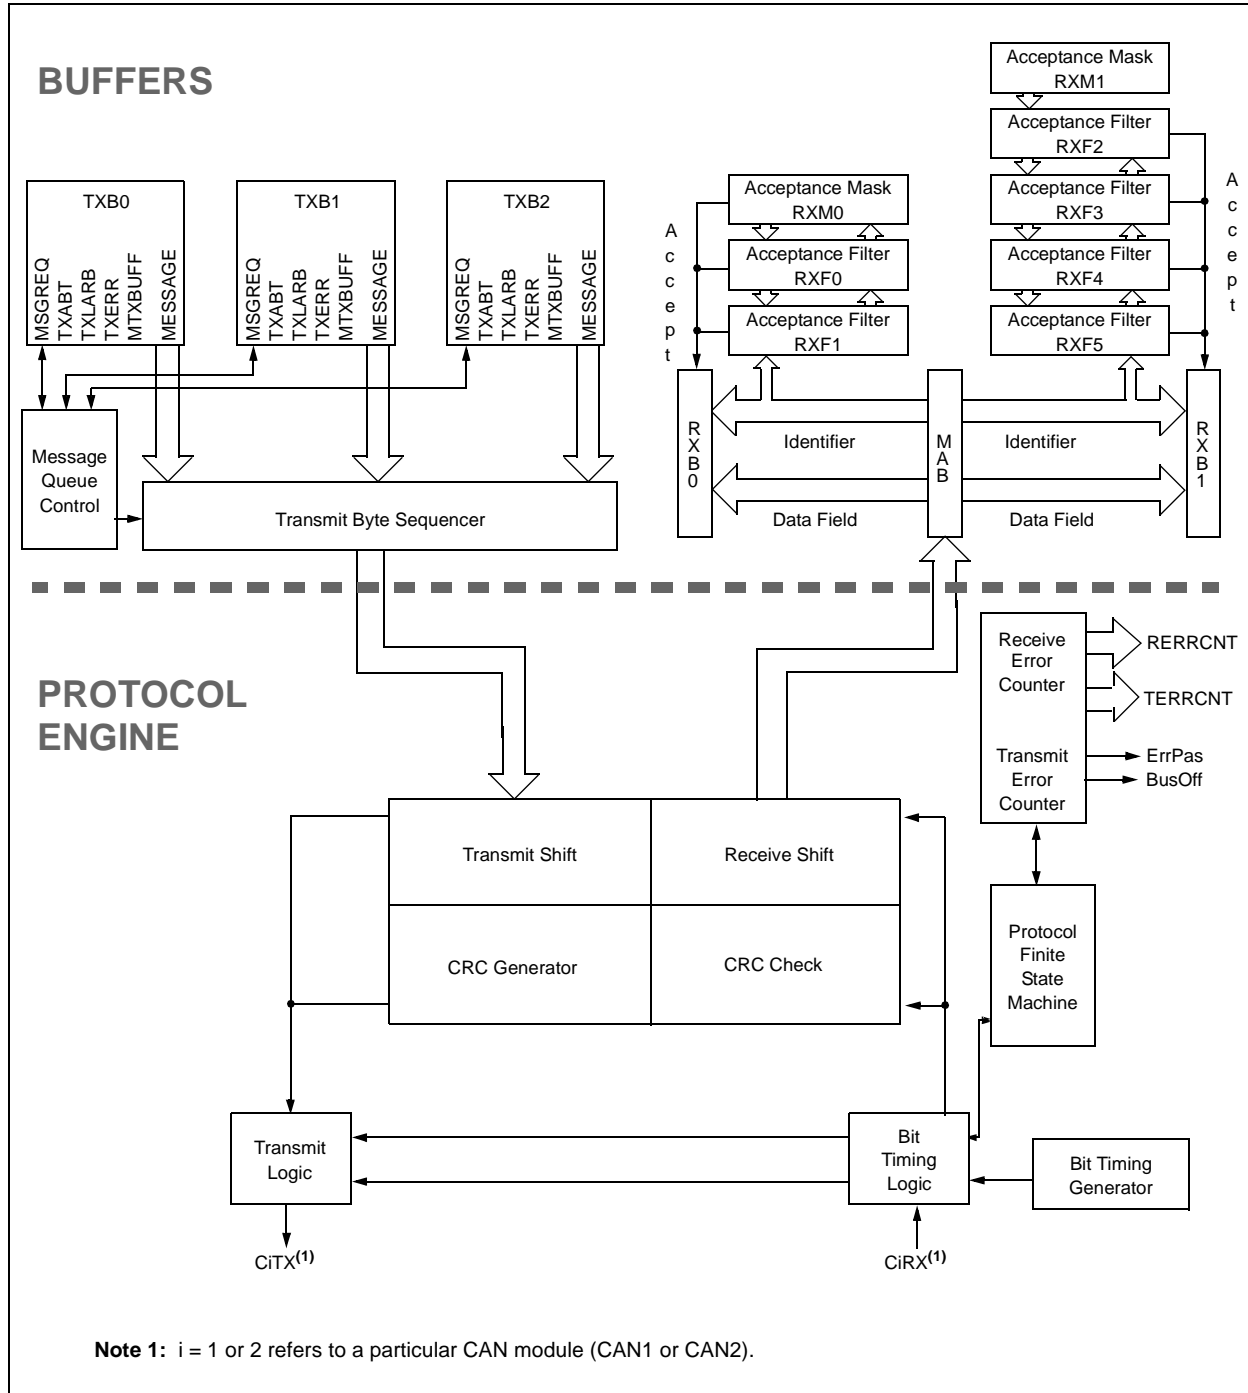 BUFFERS
Acceptance Mask
RXM1
Acceptance Filter
RXF2
Acceptance Filter
RXF3
Acceptance Filter
RXF4
Acceptance Filter
RXF5
Accept
Acceptance Mask
RXM0
Acceptance Filter
RXF0
Acceptance Filter
RXF1
Accept
TXB0
MSGREQ
TXABT
TXLARB
TXERR
MTXBUFF
MESSAGE
TXB1
MSGREQ
TXABT
TXLARB
TXERR
MTXBUFF
MESSAGE
TXB2
MSGREQ
TXABT
TXLARB
TXERR
MTXBUFF
MESSAGE
Message
Queue
Control
Transmit Byte Sequencer
RXB0
Identifier
Data Field
MAB
Identifier
Data Field
RXB1
PROTOCOL
ENGINE
Receive
Error
Counter
Transmit
Error
Counter
RERRCNT
TERRCNT
ErrPas
BusOff
Transmit Shift
Receive Shift
CRC Generator
CRC Check
Protocol
Finite
State
Machine
Transmit
Logic
Bit
Timing
Logic
Bit Timing
Generator
CiTX(1)
CiRX(1)
Note 1: i = 1 or 2 refers to a particular CAN module (CAN1 or CAN2).